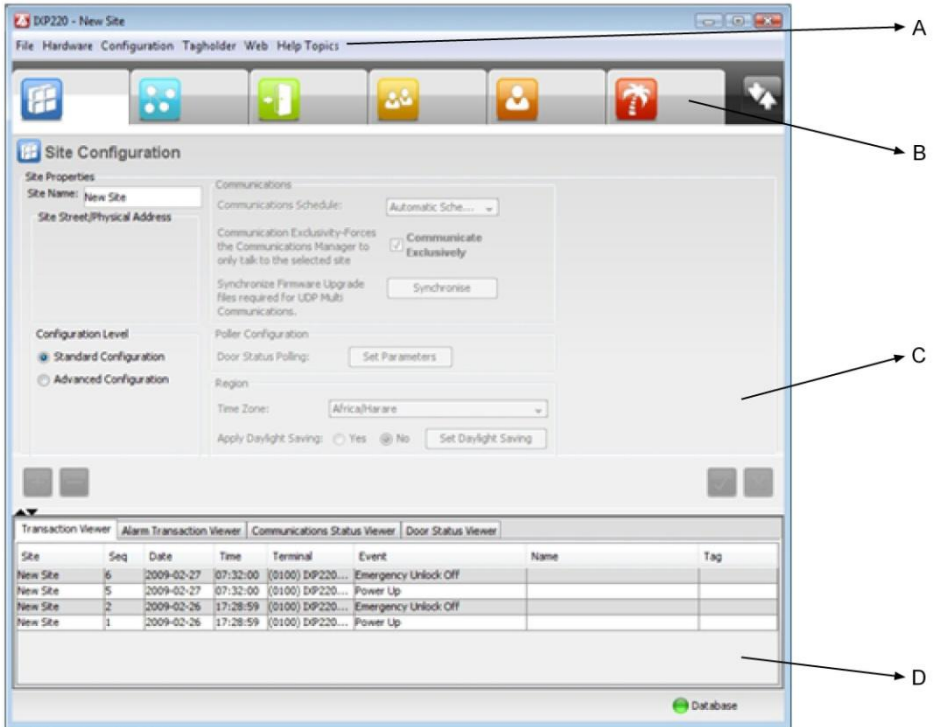 IXP220 - New Site
File Hardware Configuration Tagholder Web Help Topics
A
B
Site Configuration
Site Properties
Site Name: New Site
Site Street/Physical Address
Communications
Communications Schedule: Automatic Sche....
Communication Exclusivity-Forces
the Communications Manager to
only talk to the selected site
Communicate
Exclusively
Synchronize Firmware Upgrade
files required for UDP Multi
Communications.
Synchronise
Configuration Level
Standard Configuration
Advanced Configuration
Poller Configuration
Door Status Polling: Set Parameters
Region
Time Zone: Africa/Harare
Apply Daylight Saving: Yes No Set Daylight Saving
C
Transaction Viewer Alarm Transaction Viewer Communications Status Viewer Door Status Viewer
Site Seq Date Time Terminal Event Name Tag
New Site 6 2009-02-27 07:32:00 (0100) IXP220... Emergency Unlock Off
New Site 5 2009-02-27 07:32:00 (0100) IXP220... Power Up
New Site 2 2009-02-26 17:28:59 (0100) IXP220... Emergency Unlock Off
New Site 1 2009-02-26 17:28:59 (0100) IXP220... Power Up
D
Database